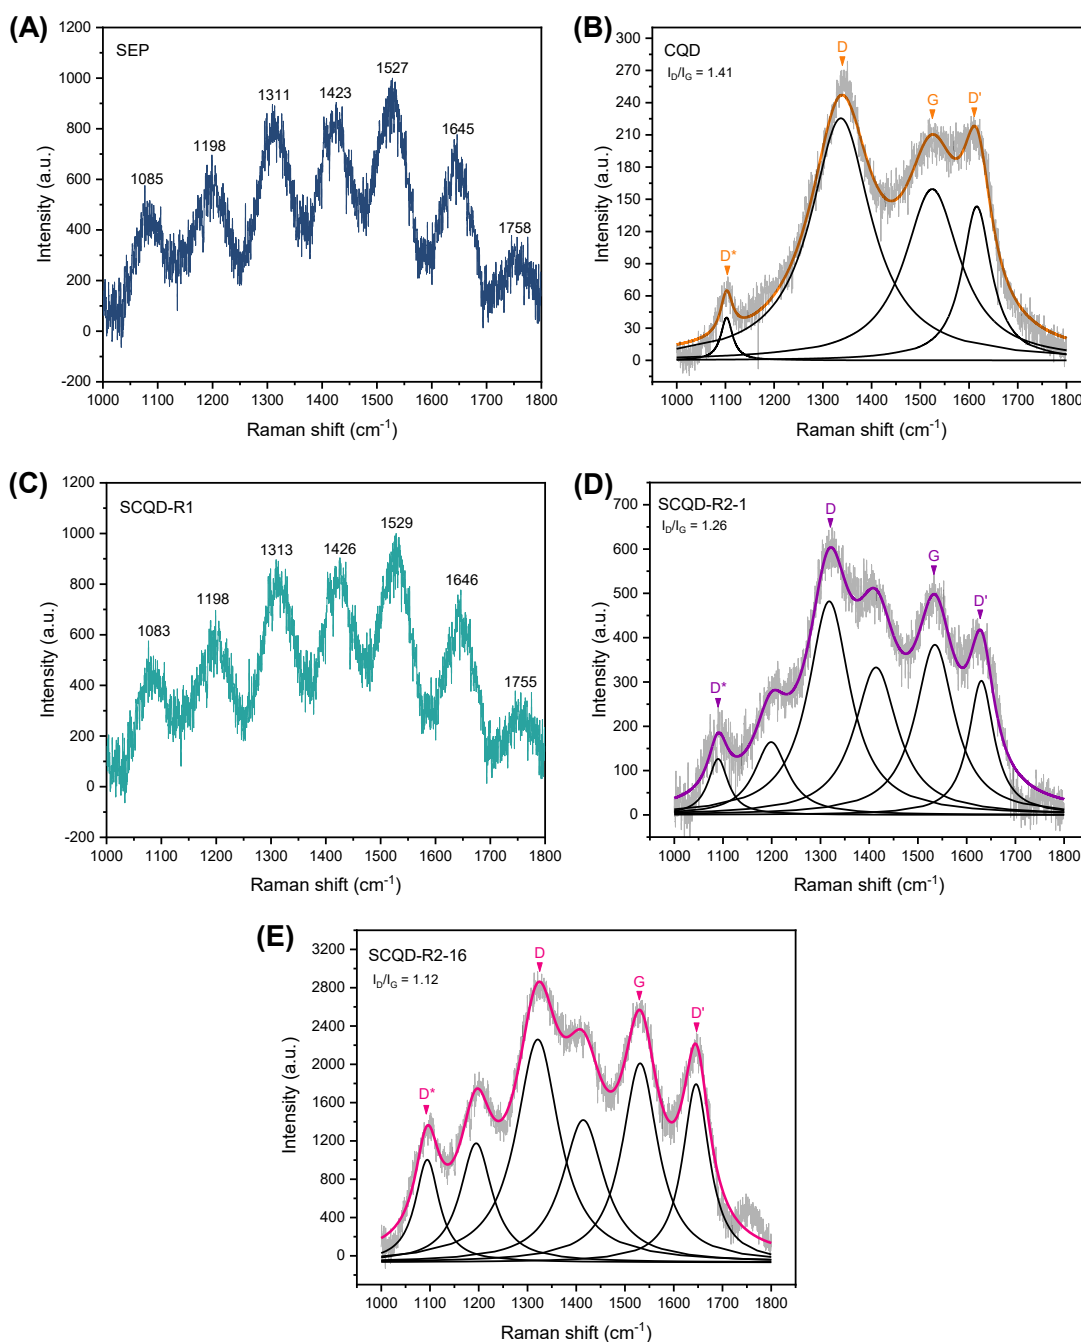 (A)
SEP
1085
1198
1311
1423
1527
1645
1758
1200
1000
800
600
400
200
0
-200
1000 1100 1200 1300 1400 1500 1600 1700 1800
Intensity (a.u.)
Raman shift (cm⁻¹)
(B)
CQD
I_D/I_G = 1.41
D*
D
G
D'
300
270
240
210
180
150
120
90
60
30
0
1000 1100 1200 1300 1400 1500 1600 1700 1800
Intensity (a.u.)
Raman shift (cm⁻¹)
(C)
SCQD-R1
1083
1198
1313
1426
1529
1646
1755
1200
1000
800
600
400
200
0
-200
1000 1100 1200 1300 1400 1500 1600 1700 1800
Intensity (a.u.)
Raman shift (cm⁻¹)
(D)
SCQD-R2-1
I_D/I_G = 1.26
D*
D
G
D'
700
600
500
400
300
200
100
0
1000 1100 1200 1300 1400 1500 1600 1700 1800
Intensity (a.u.)
Raman shift (cm⁻¹)
(E)
SCQD-R2-16
I_D/I_G = 1.12
D*
D
G
D'
3200
2800
2400
2000
1600
1200
800
400
0
1000 1100 1200 1300 1400 1500 1600 1700 1800
Intensity (a.u.)
Raman shift (cm⁻¹)